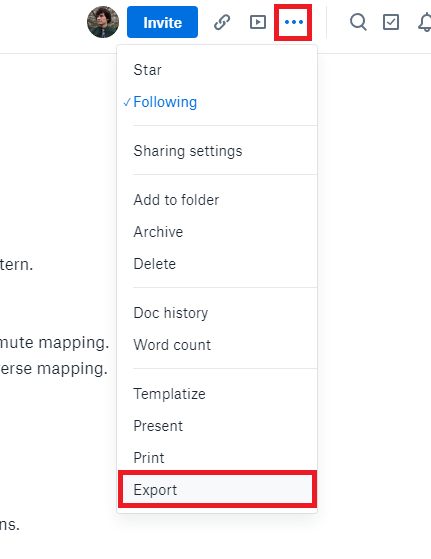 Invite
Star
✓Following
Sharing settings
Add to folder
Archive
Delete
Doc history
Word count
Templatize
Present
Print
Export
tern.
mute mapping.
erse mapping.
ns.